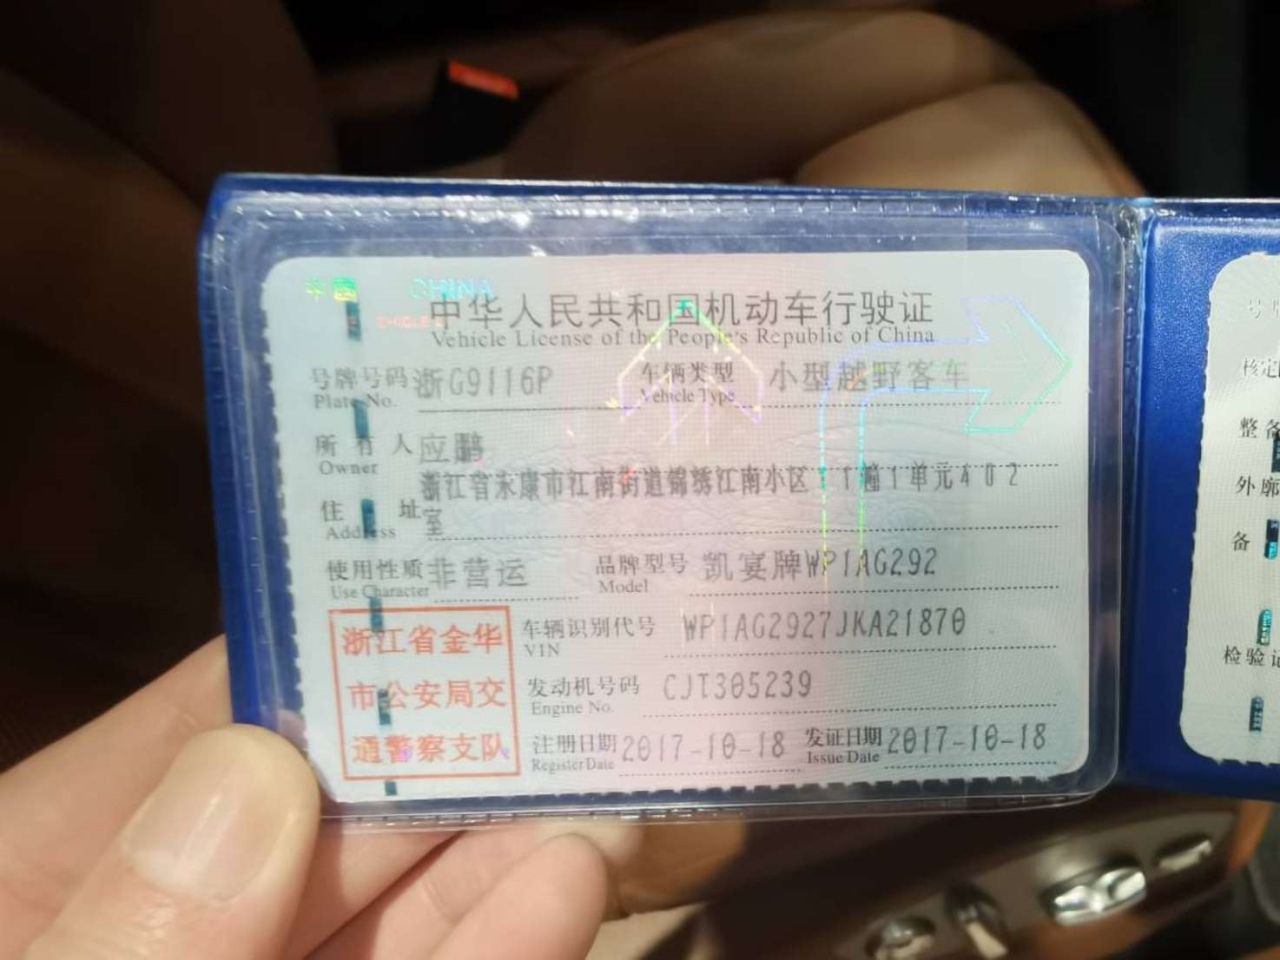 中国 CHINA
中华人民共和国机动车行驶证
Vehicle License of the People's Republic of China
号牌号码 浙G9116P 车辆类型 小型越野客车
Plate No. Vehicle Type
所有人 应鹏
Owner
浙江省永康市江南街道锦绣江南小区 1幢1单元402
住址 室
Address
使用性质 非营运 品牌型号 凯宴牌WP1AG292
Use Character Model
浙江省金华 车辆识别代号 WP1AG2927JKA21870
VIN
市公安局交 发动机号码 CJT305239
Engine No.
通警察支队 注册日期 2017-10-18 发证日期 2017-10-18
Register Date Issue Date
核定
整备
外廓
备
检验记